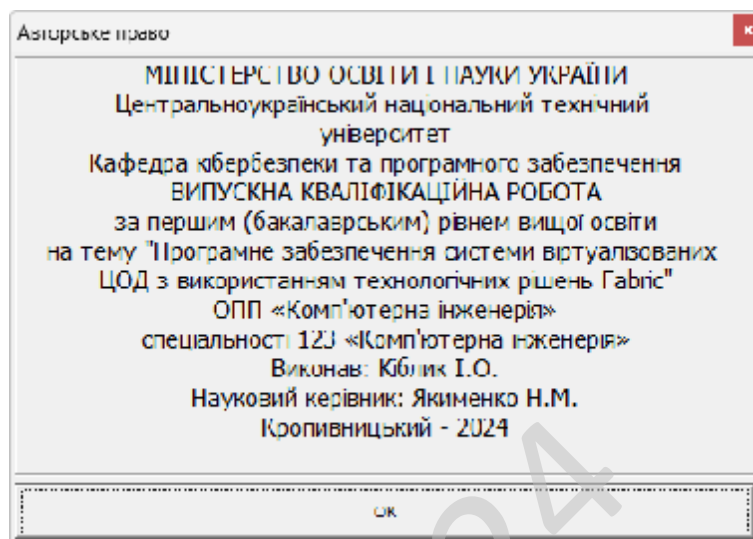 Авторське право
МІНІСТЕРСТВО ОСВІТИ І НАУКИ УКРАЇНИ
Центральноукраїнський національний технічний
університет
Кафедра кібербезпеки та програмного забезпечення
ВИПУСКНА КВАЛІФІКАЦІЙНА РОБОТА
за першим (бакалаврським) рівнем вищої освіти
на тему "Програмне забезпечення системи віртуалізованих
ЦОД з використанням технологічних рішень Fabric"
ОПП «Комп'ютерна інженерія»
спеціальності 123 «Комп'ютерна інженерія»
Виконав: Кіблик І.О.
Науковий керівник: Якименко Н.М.
Кропивницький - 2024
ОК
24